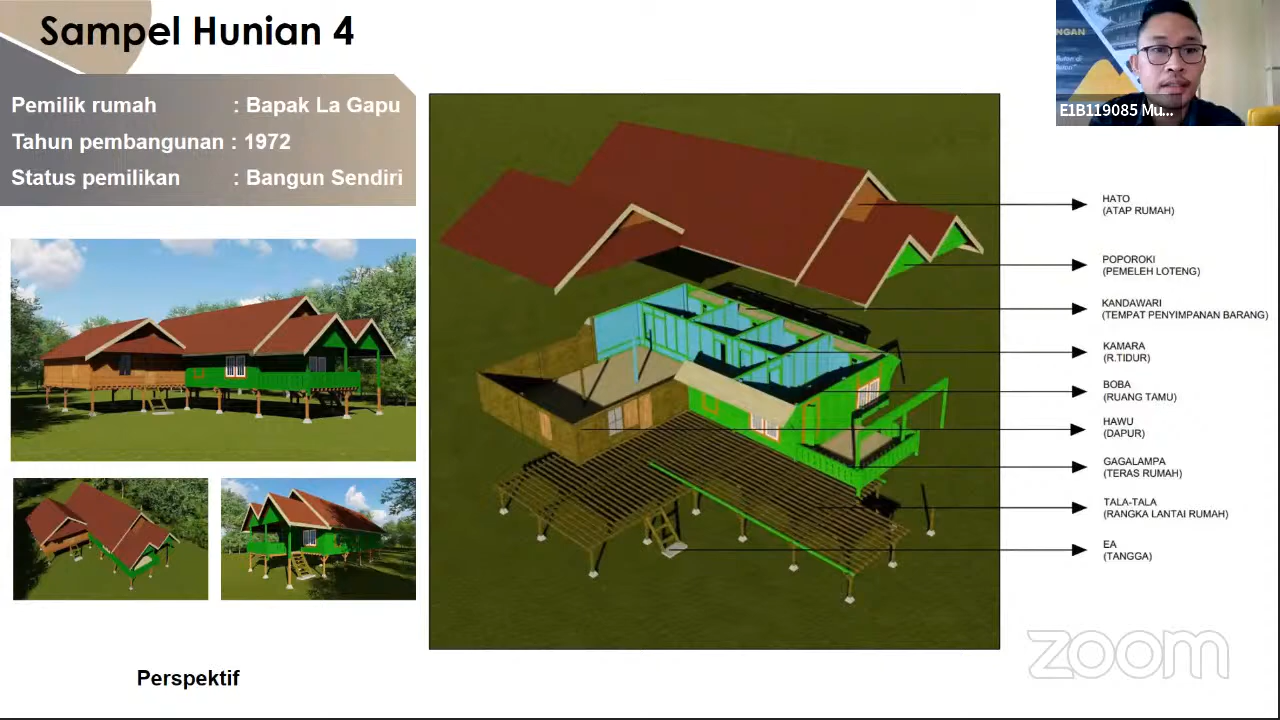 Sampel Hunian 4
Pemilik rumah : Bapak La Gapu
Tahun pembangunan : 1972
Status pemilikan : Bangun Sendiri
NGAN
E1B119085 Mu...
HATO
(ATAP RUMAH)
POPOROKI
(PEMELEH LOTENG)
KANDAWARI
(TEMPAT PENYIMPANAN BARANG)
KAMARA
(R.TIDUR)
BOBA
(RUANG TAMU)
HAWU
(DAPUR)
GAGALAMPA
(TERAS RUMAH)
TALA-TALA
(RANGKA LANTAI RUMAH)
EA
(TANGGA)
Perspektif
zoom